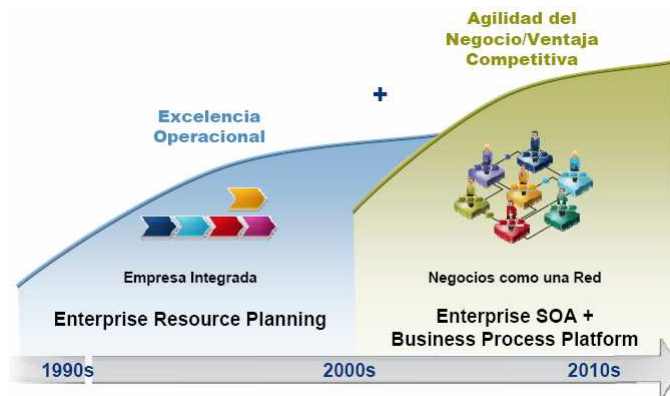 Agilidad del
Negocio/Ventaja
Competitiva
+
Excelencia
Operacional
Empresa Integrada
Negocios como una Red
Enterprise Resource Planning
Enterprise SOA +
Business Process Platform
1990s
2000s
2010s